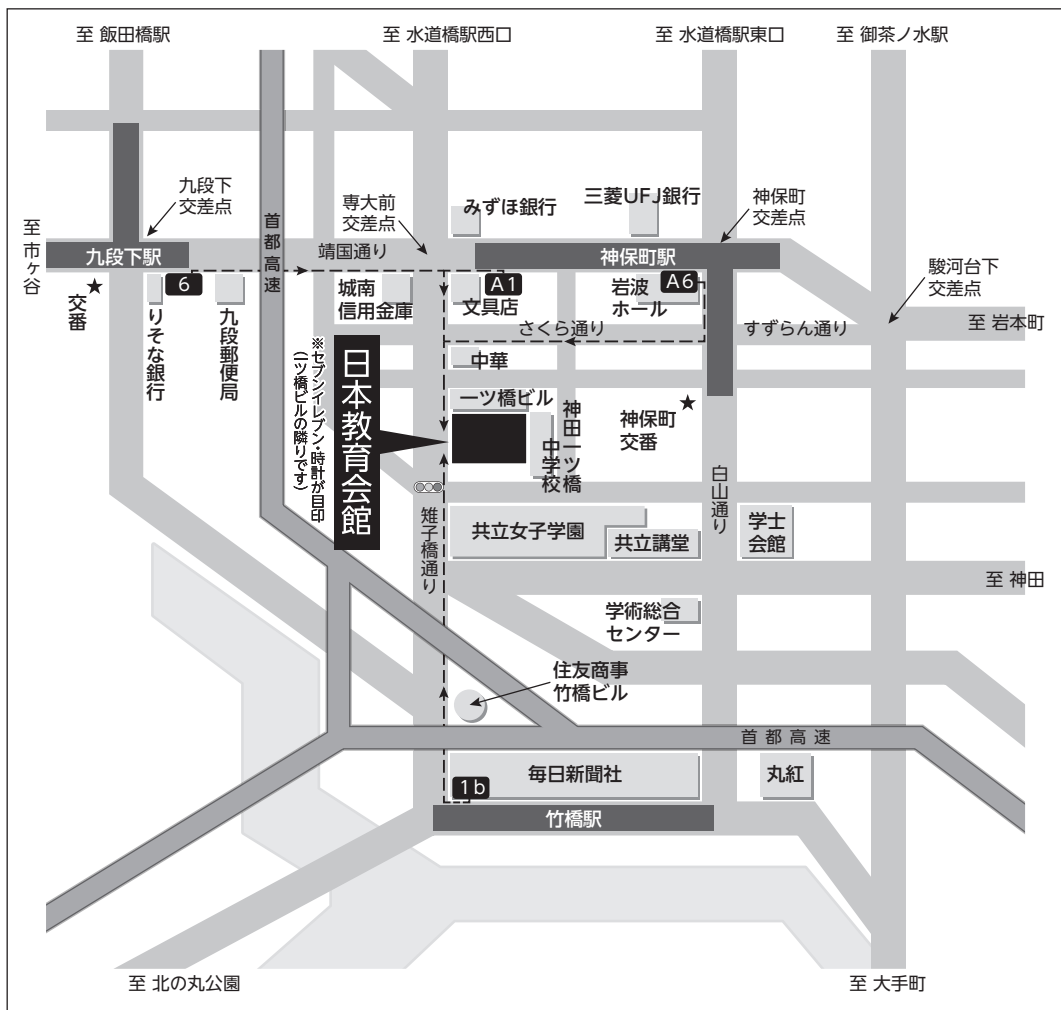 至 飯田橋駅
至 水道橋駅西口
至 水道橋駅東口
至 御茶ノ水駅
九段下
交差点
専大前
交差点
みずほ銀行
三菱UFJ銀行
神保町
交差点
至市ヶ谷
首都高速
九段下駅
靖国通り
神保町駅
駿河台下
交差点
交番
6
りそな銀行
九段郵便局
城南
信用金庫
A1
文具店
岩波
ホール
A6
さくら通り
すずらん通り
至 岩本町
中華
日本教育会館
※セブンイレブン・時計が目印
(一ツ橋ビルの隣りです)
一ツ橋ビル
神田一ツ橋
中学校
神保町
交番
白山通り
雉子橋通り
共立女子学園
共立講堂
学士
会館
至 神田
学術総合
センター
住友商事
竹橋ビル
首都高速
毎日新聞社
丸紅
1b
竹橋駅
至 北の丸公園
至 大手町